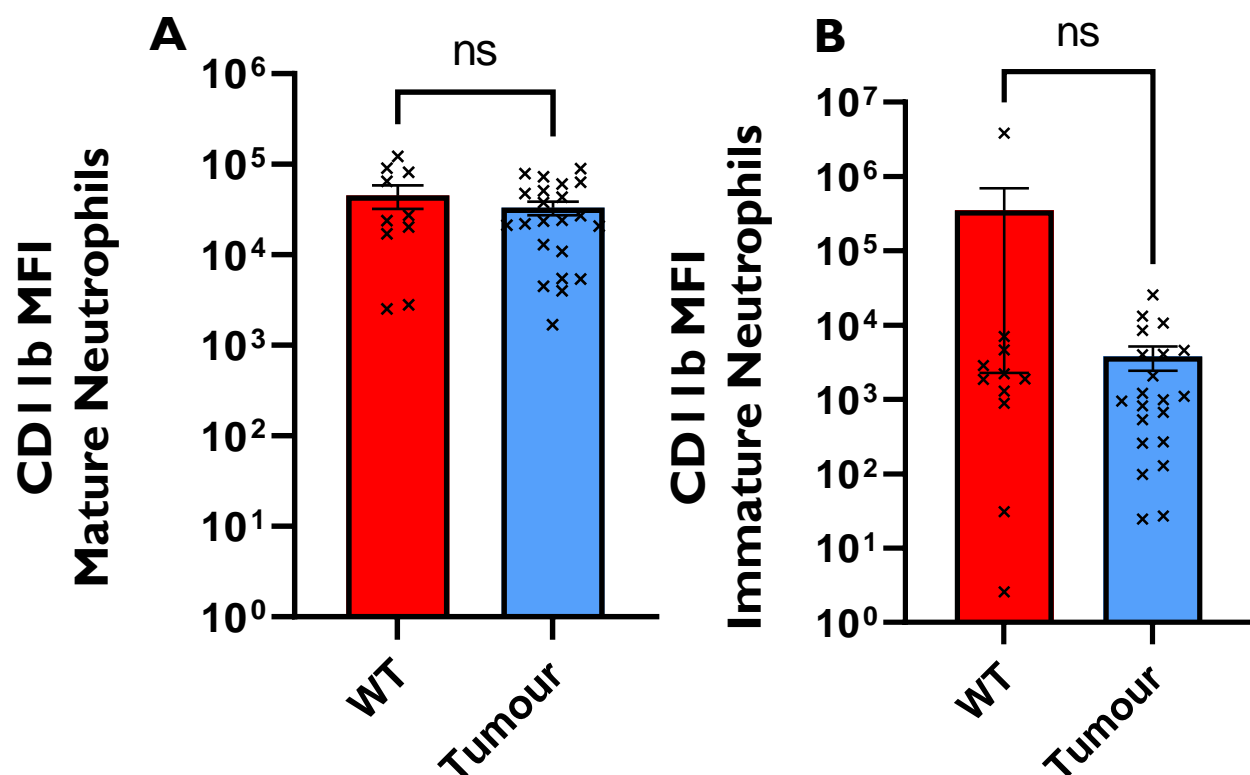 A
ns
CD11b MFI
Mature Neutrophils
10⁶
10⁵
10⁴
10³
10²
10¹
10⁰
WT
Tumour
B
ns
CD11b MFI
Immature Neutrophils
10⁷
10⁶
10⁵
10⁴
10³
10²
10¹
10⁰
WT
Tumour